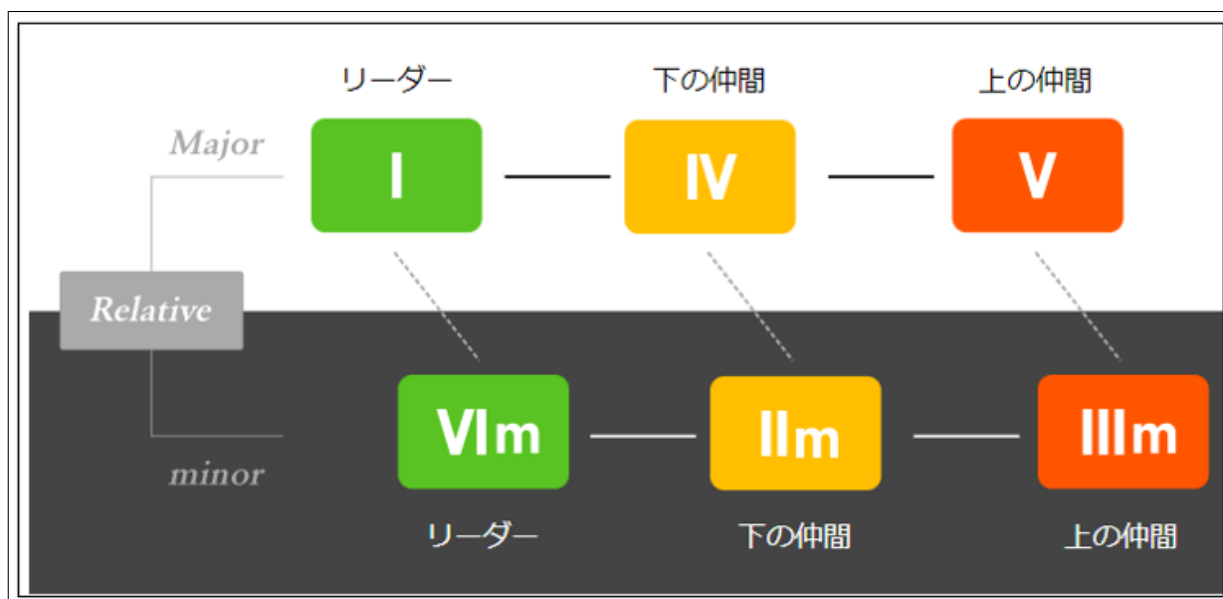 リーダー 下の仲間 上の仲間
Major I IV V
Relative
VIm IIm IIIm
minor
リーダー 下の仲間 上の仲間